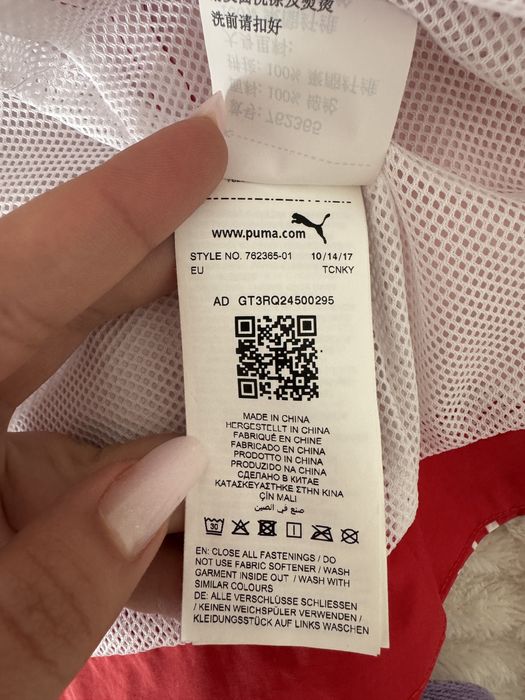 洗前请扣好
www.puma.com
STYLE NO. 762365-01 10/14/17
EU TCNKY
AD GT3RQ24500295
MADE IN CHINA
HERGESTELLT IN CHINA
FABRIQUÉ EN CHINE
FABRICADO EN CHINA
PRODOTTO IN CHINA
PRODUZIDO NA CHINA
СДЕЛАНО В КИТАЕ
ΚΑΤΑΣΚΕΥΑΣΤΗΚΕ ΣΤΗΝ ΚΙΝΑ
ÇİN MALI
صنع في الصين
30
EN: CLOSE ALL FASTENINGS / DO
NOT USE FABRIC SOFTENER / WASH
GARMENT INSIDE OUT / WASH WITH
SIMILAR COLOURS
DE: ALLE VERSCHLÜSSE SCHLIESSEN
/ KEINEN WEICHSPÜLER VERWENDEN /
KLEIDUNGSSTÜCK AUF LINKS WASCHEN